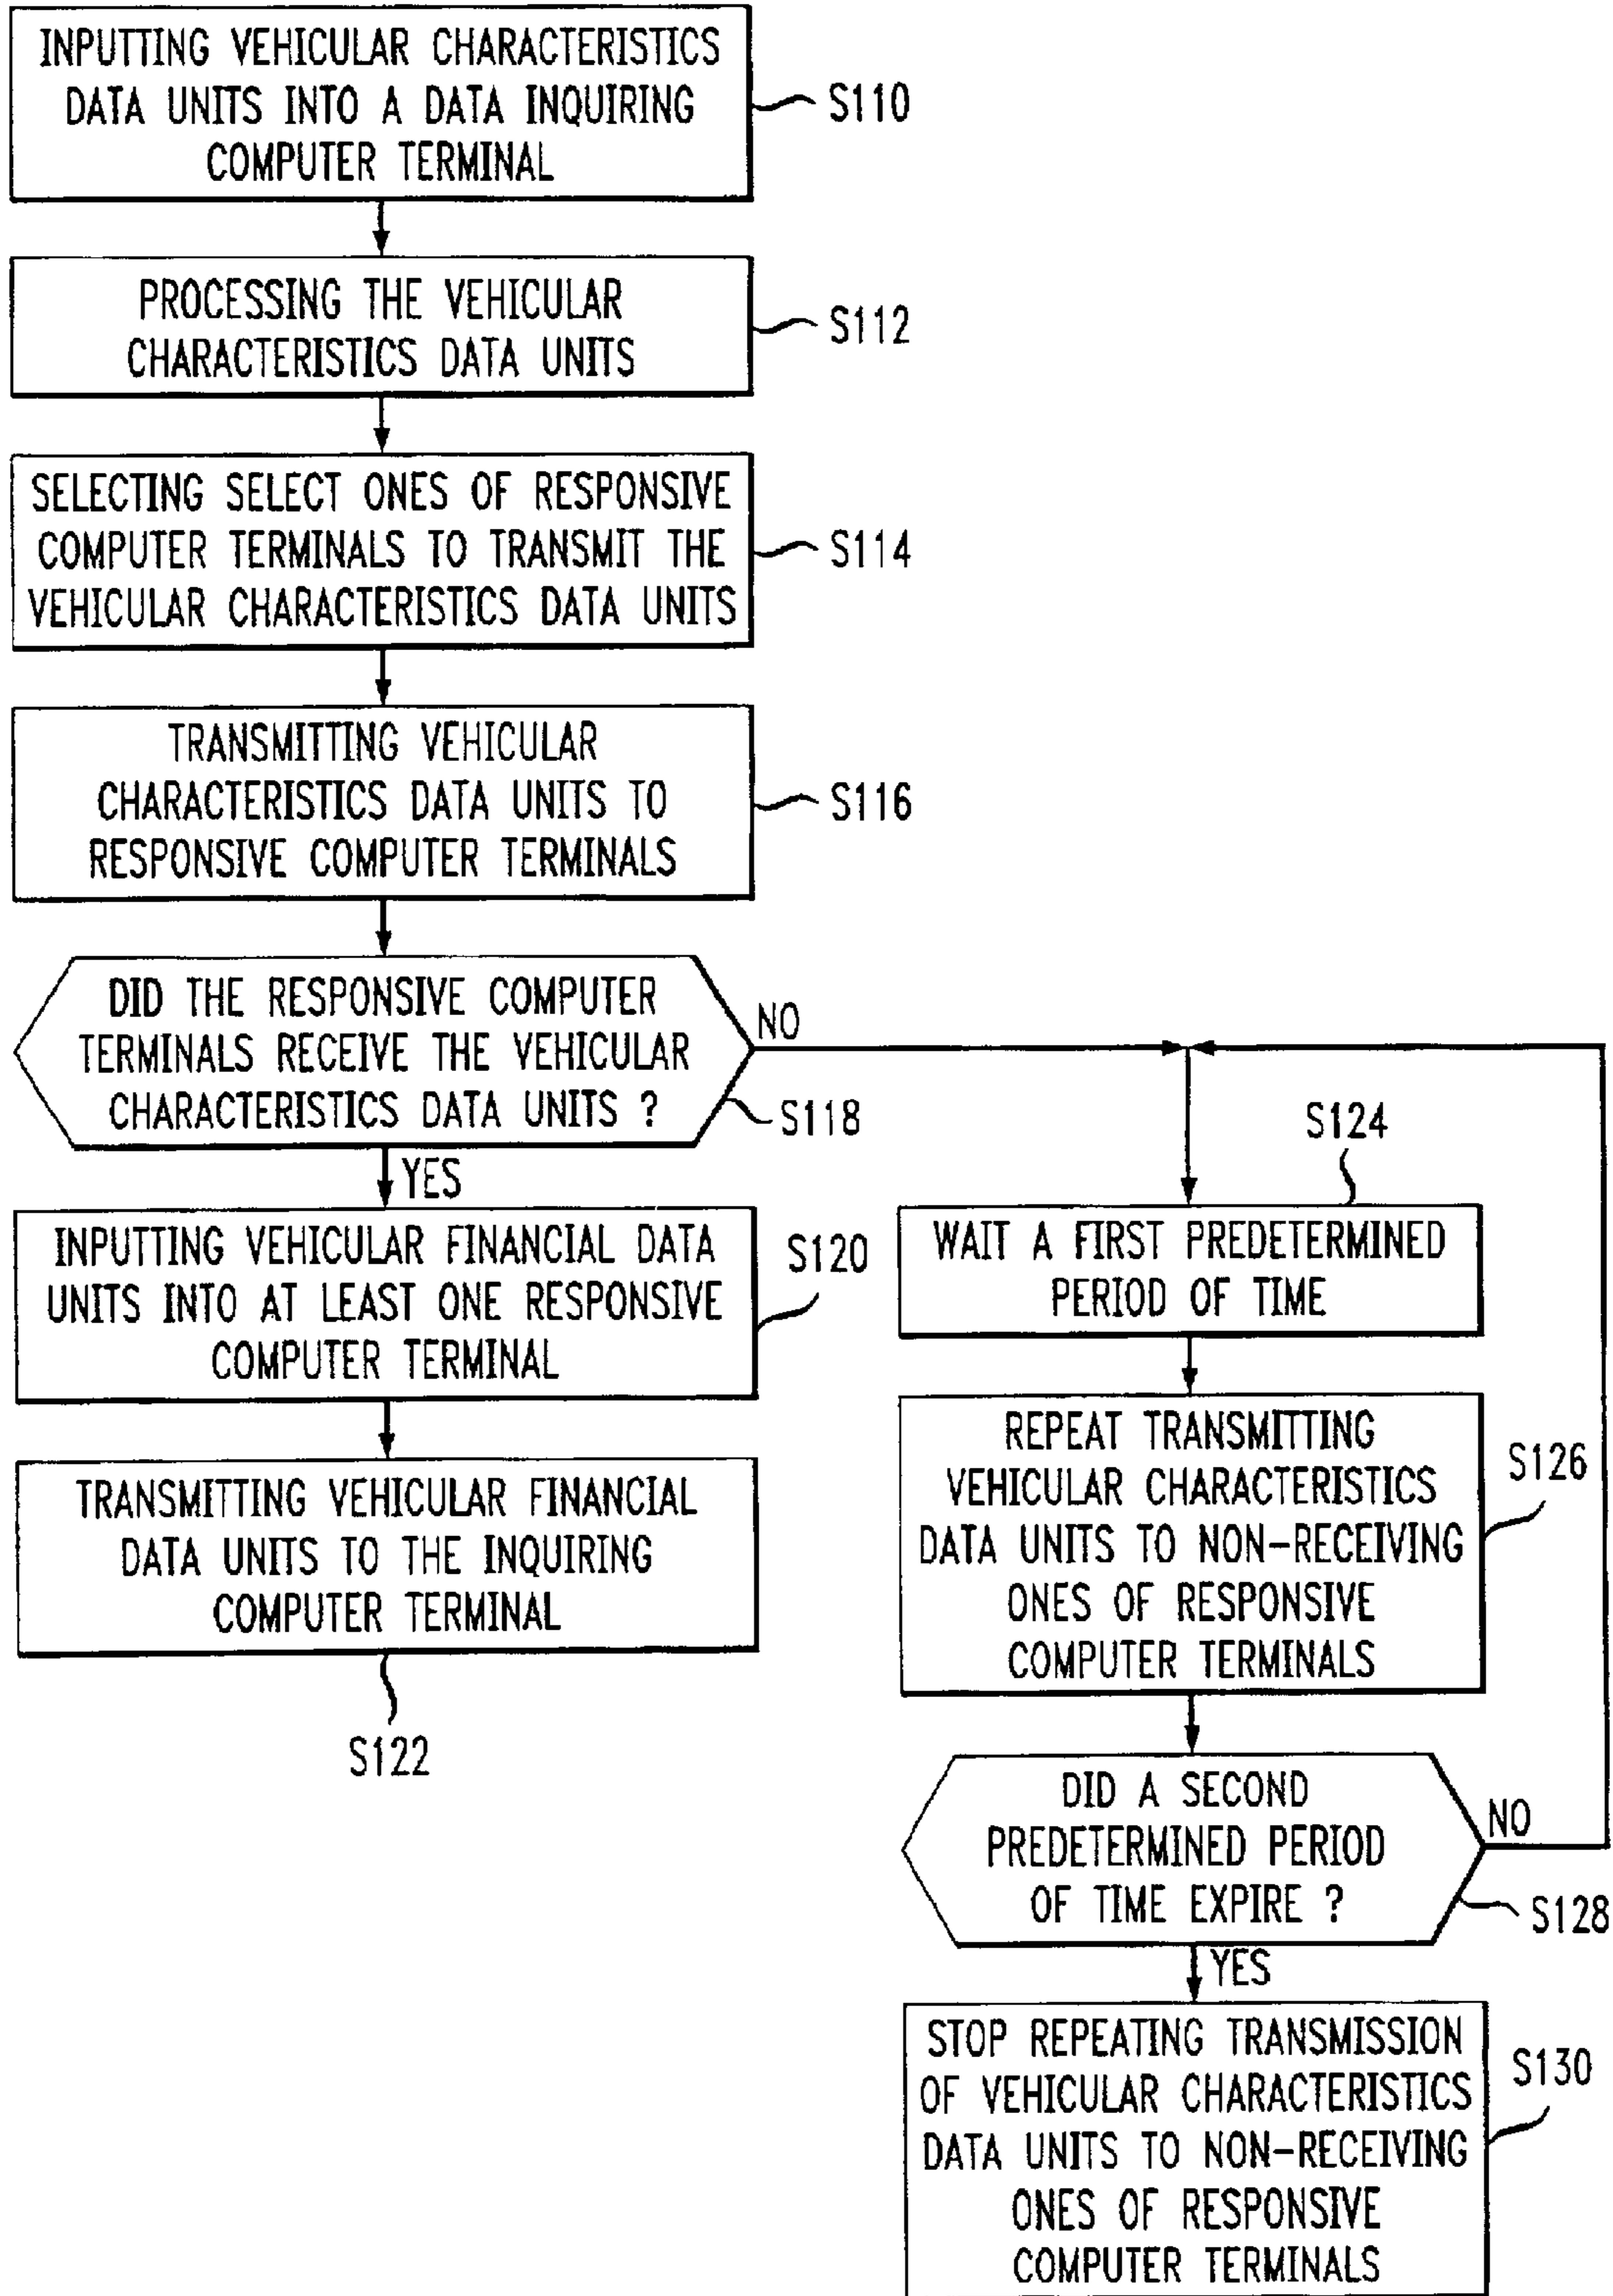 INPUTTING VEHICULAR CHARACTERISTICS
DATA UNITS INTO A DATA INQUIRING
COMPUTER TERMINAL
S110
PROCESSING THE VEHICULAR
CHARACTERISTICS DATA UNITS
S112
SELECTING SELECT ONES OF RESPONSIVE
COMPUTER TERMINALS TO TRANSMIT THE
VEHICULAR CHARACTERISTICS DATA UNITS
S114
TRANSMITTING VEHICULAR
CHARACTERISTICS DATA UNITS TO
RESPONSIVE COMPUTER TERMINALS
S116
DID THE RESPONSIVE COMPUTER
TERMINALS RECEIVE THE VEHICULAR
CHARACTERISTICS DATA UNITS ?
S118
NO
YES
INPUTTING VEHICULAR FINANCIAL DATA
UNITS INTO AT LEAST ONE RESPONSIVE
COMPUTER TERMINAL
S120
TRANSMITTING VEHICULAR FINANCIAL
DATA UNITS TO THE INQUIRING
COMPUTER TERMINAL
S122
S124
WAIT A FIRST PREDETERMINED
PERIOD OF TIME
REPEAT TRANSMITTING
VEHICULAR CHARACTERISTICS
DATA UNITS TO NON-RECEIVING
ONES OF RESPONSIVE
COMPUTER TERMINALS
S126
DID A SECOND
PREDETERMINED PERIOD
OF TIME EXPIRE ?
NO
S128
YES
STOP REPEATING TRANSMISSION
OF VEHICULAR CHARACTERISTICS
DATA UNITS TO NON-RECEIVING
ONES OF RESPONSIVE
COMPUTER TERMINALS
S130